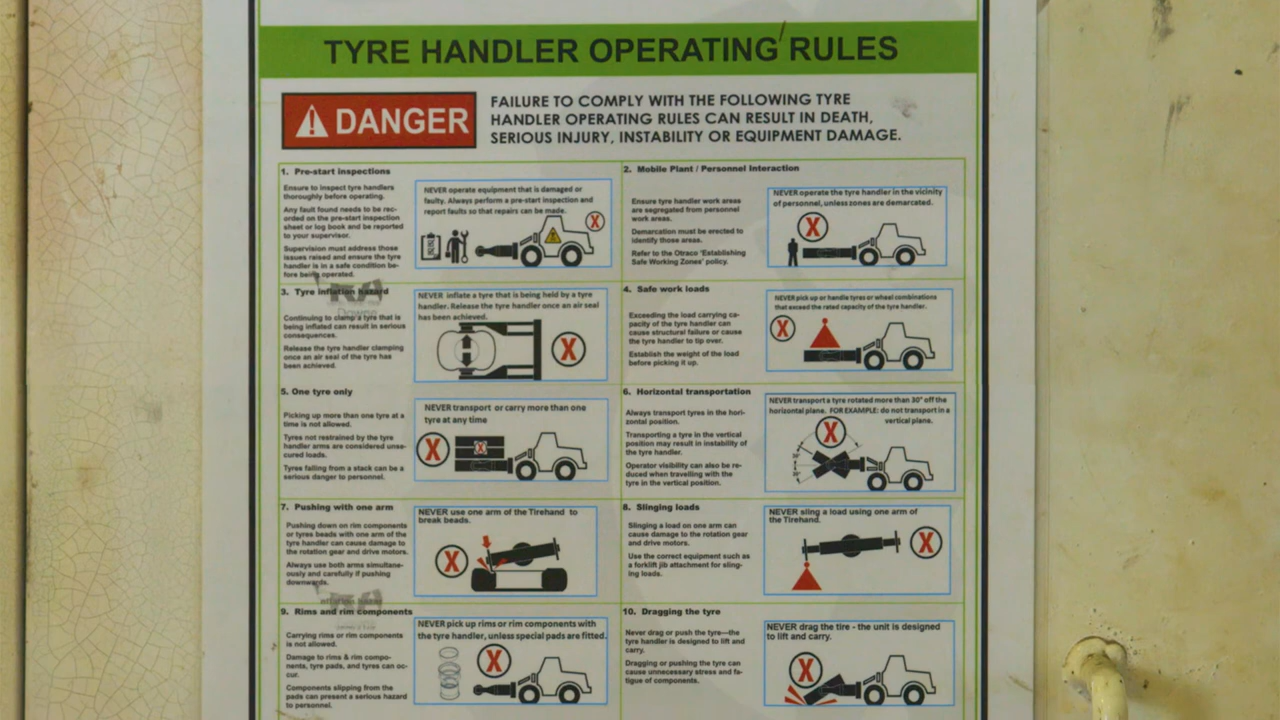 TYRE HANDLER OPERATING RULES
DANGER
FAILURE TO COMPLY WITH THE FOLLOWING TYRE
HANDLER OPERATING RULES CAN RESULT IN DEATH,
SERIOUS INJURY, INSTABILITY OR EQUIPMENT DAMAGE.
1. Pre-start inspections
Ensure to inspect tyre handlers
thoroughly before operating.
Any fault found needs to be rec-
orded on the pre-start inspection
sheet or log book and be reported
to your supervisor.
Supervision must address those
issues raised and ensure the tyre
handler is in a safe condition be-
fore being operated.
NEVER operate equipment that is damaged or
faulty. Always perform a pre-start inspection and
report faults so that repairs can be made.
X
2. Mobile Plant / Personnel Interaction
Ensure tyre handler work areas
are segregated from personnel
work areas.
Demarcation must be erected to
identify those areas.
Refer to the Otraco 'Establishing
Safe Working Zones' policy.
NEVER operate the tyre handler in the vicinity
of personnel, unless zones are demarcated.
X
3. Tyre inflation hazard
Continuing to clamp a tyre that is
being inflated can result in serious
consequences.
Release the tyre handler clamping
once an air seal of the tyre has
been achieved.
NEVER inflate a tyre that is being held by a tyre
handler. Release the tyre handler once an air seal
has been achieved.
X
4. Safe work loads
Exceeding the load carrying ca-
pacity of the tyre handler can
cause structural failure or cause
the tyre handler to tip over.
Establish the weight of the load
before picking it up.
NEVER pick up or handle tyres or wheel combinations
that exceed the rated capacity of the tyre handler.
X
5. One tyre only
Picking up more than one tyre at a
time is not allowed.
Tyres not restrained by the tyre
handler arms are considered unse-
cured loads.
Tyres falling from a stack can be a
serious danger to personnel.
NEVER transport or carry more than one
tyre at any time
X
X
6. Horizontal transportation
Always transport tyres in the hori-
zontal position.
Transporting a tyre in the vertical
position may result in instability of
the tyre handler.
Operator visibility can also be re-
duced when travelling with the
tyre in the vertical position.
NEVER transport a tyre rotated more than 30° off the
horizontal plane. FOR EXAMPLE: do not transport in a
vertical plane.
X
30°
30°
7. Pushing with one arm
Pushing down on rim components
or tyres beads with one arm of the
tyre handler can cause damage to
the rotation gear and drive motors.
Always use both arms simultane-
ously and carefully if pushing
downwards.
NEVER use one arm of the Tirehand to
break beads.
X
8. Slinging loads
Slinging a load on one arm can
cause damage to the rotation gear
and drive motors.
Use the correct equipment such as
a forklift jib attachment for sling-
ing loads.
NEVER sling a load using one arm of
the Tirehand.
X
9. Rims and rim components
Carrying rims or rim components
is not allowed.
Damage to rims & rim compo-
nents, tyre pads, and tyres can oc-
cur.
Components slipping from the
pads can present a serious hazard
to personnel.
NEVER pick up rims or rim components with
the tyre handler, unless special pads are fitted.
X
10. Dragging the tyre
Never drag or push the tyre—the
tyre handler is designed to lift and
carry.
Dragging or pushing the tyre can
cause unnecessary stress and fa-
tigue of components.
NEVER drag the tire - the unit is designed
to lift and carry.
X